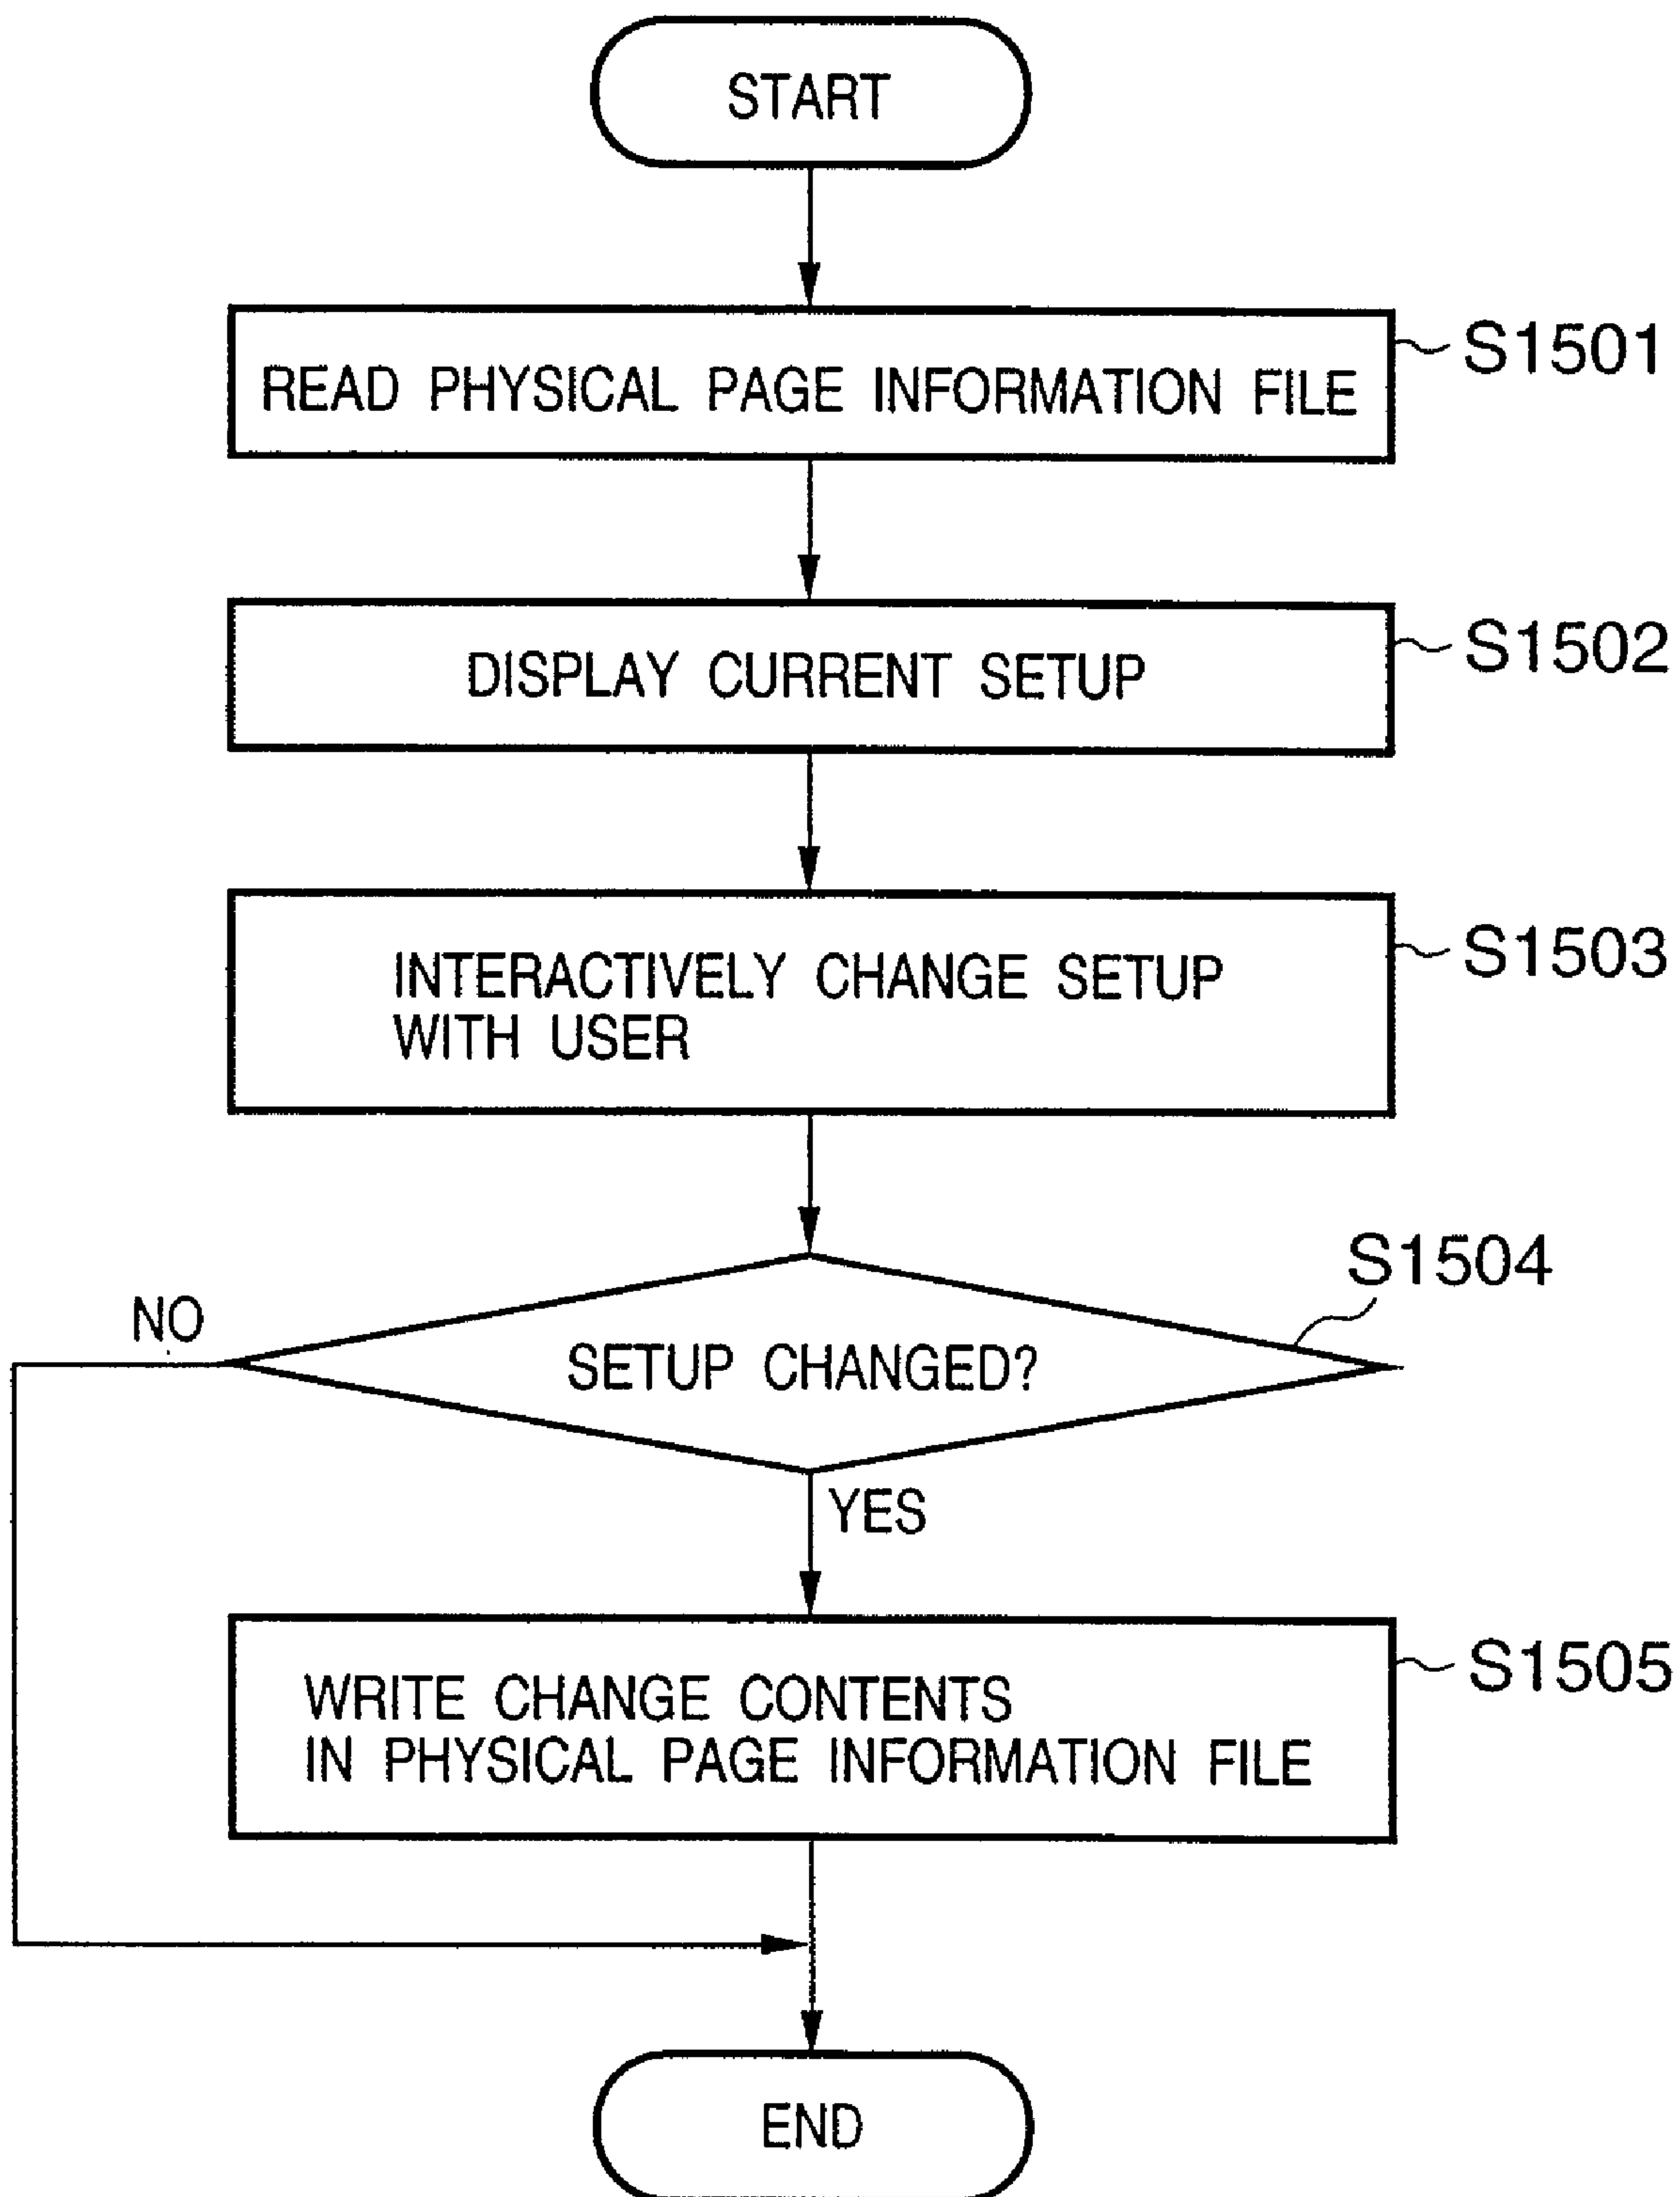 START
READ PHYSICAL PAGE INFORMATION FILE
S1501
DISPLAY CURRENT SETUP
S1502
INTERACTIVELY CHANGE SETUP
WITH USER
S1503
S1504
NO
SETUP CHANGED?
YES
WRITE CHANGE CONTENTS
IN PHYSICAL PAGE INFORMATION FILE
S1505
END